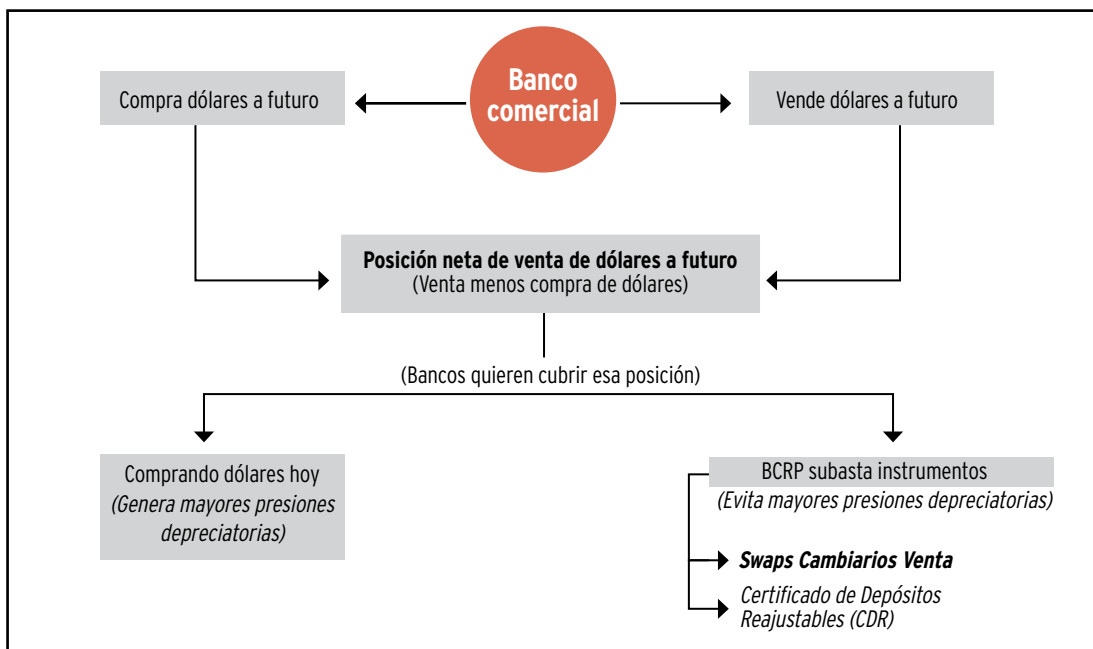 Banco
comercial
Compra dólares a futuro
Vende dólares a futuro
Posición neta de venta de dólares a futuro
(Venta menos compra de dólares)
(Bancos quieren cubrir esa posición)
Comprando dólares hoy
(Genera mayores presiones
depreciatorias)
BCRP subasta instrumentos
(Evita mayores presiones depreciatorias)
Swaps Cambiarios Venta
Certificado de Depósitos
Reajustables (CDR)